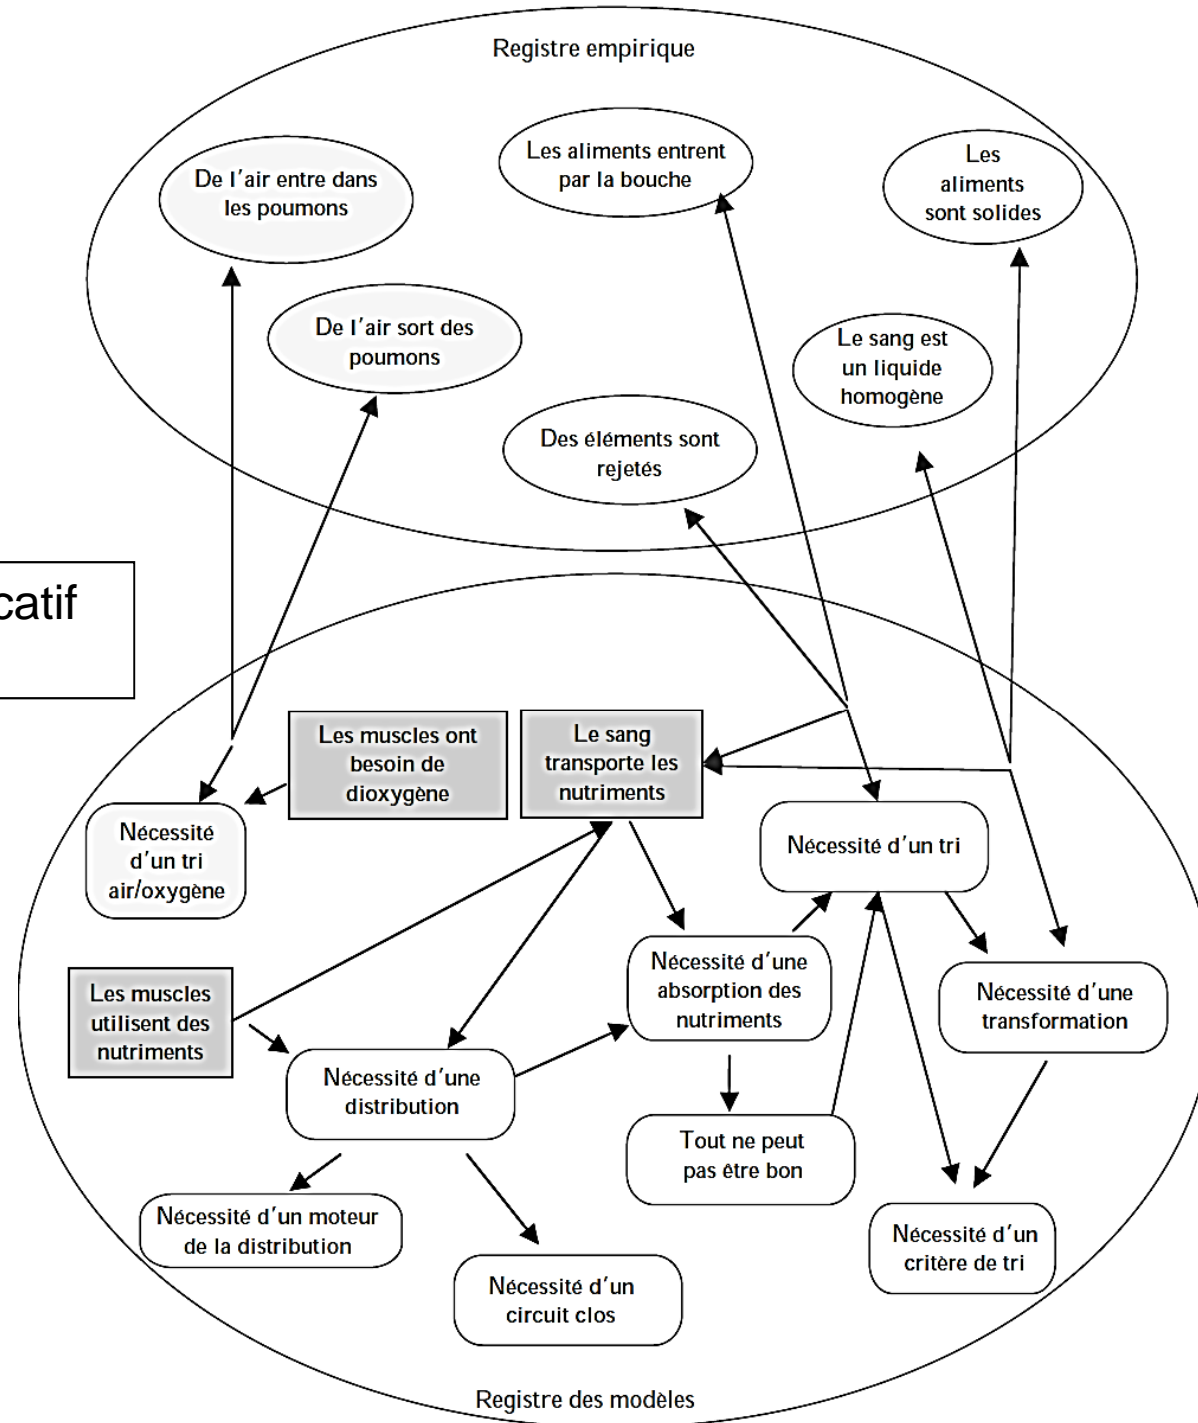 Registre empirique
De l'air entre dans
les poumons
Les aliments entrent
par la bouche
Les
aliments
sont solides
De l'air sort des
poumons
Le sang est
un liquide
homogène
Des éléments sont
rejetés
Les muscles ont
besoin de
dioxygène
Le sang
transporte les
nutriments
Nécessité
d'un tri
air/oxygène
Nécessité d'un tri
Les muscles
utilisent des
nutriments
Nécessité d'une
absorption des
nutriments
Nécessité d'une
transformation
Nécessité d'une
distribution
Tout ne peut
pas être bon
Nécessité d'un moteur
de la distribution
Nécessité d'un
critère de tri
Nécessité d'un
circuit clos
Registre des modèles